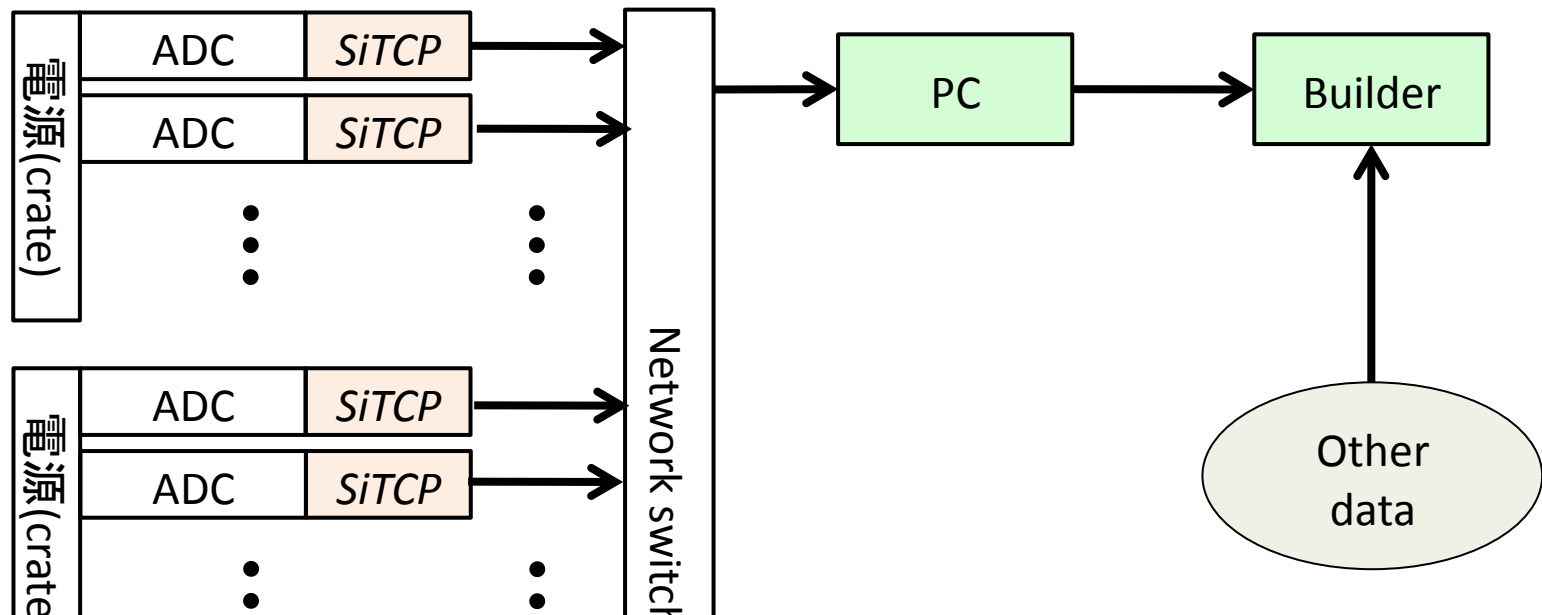 電源(crate)
ADC
SiTCP
ADC
SiTCP
電源(crate
ADC
SiTCP
ADC
SiTCP
Network switch
PC
Builder
Other
data